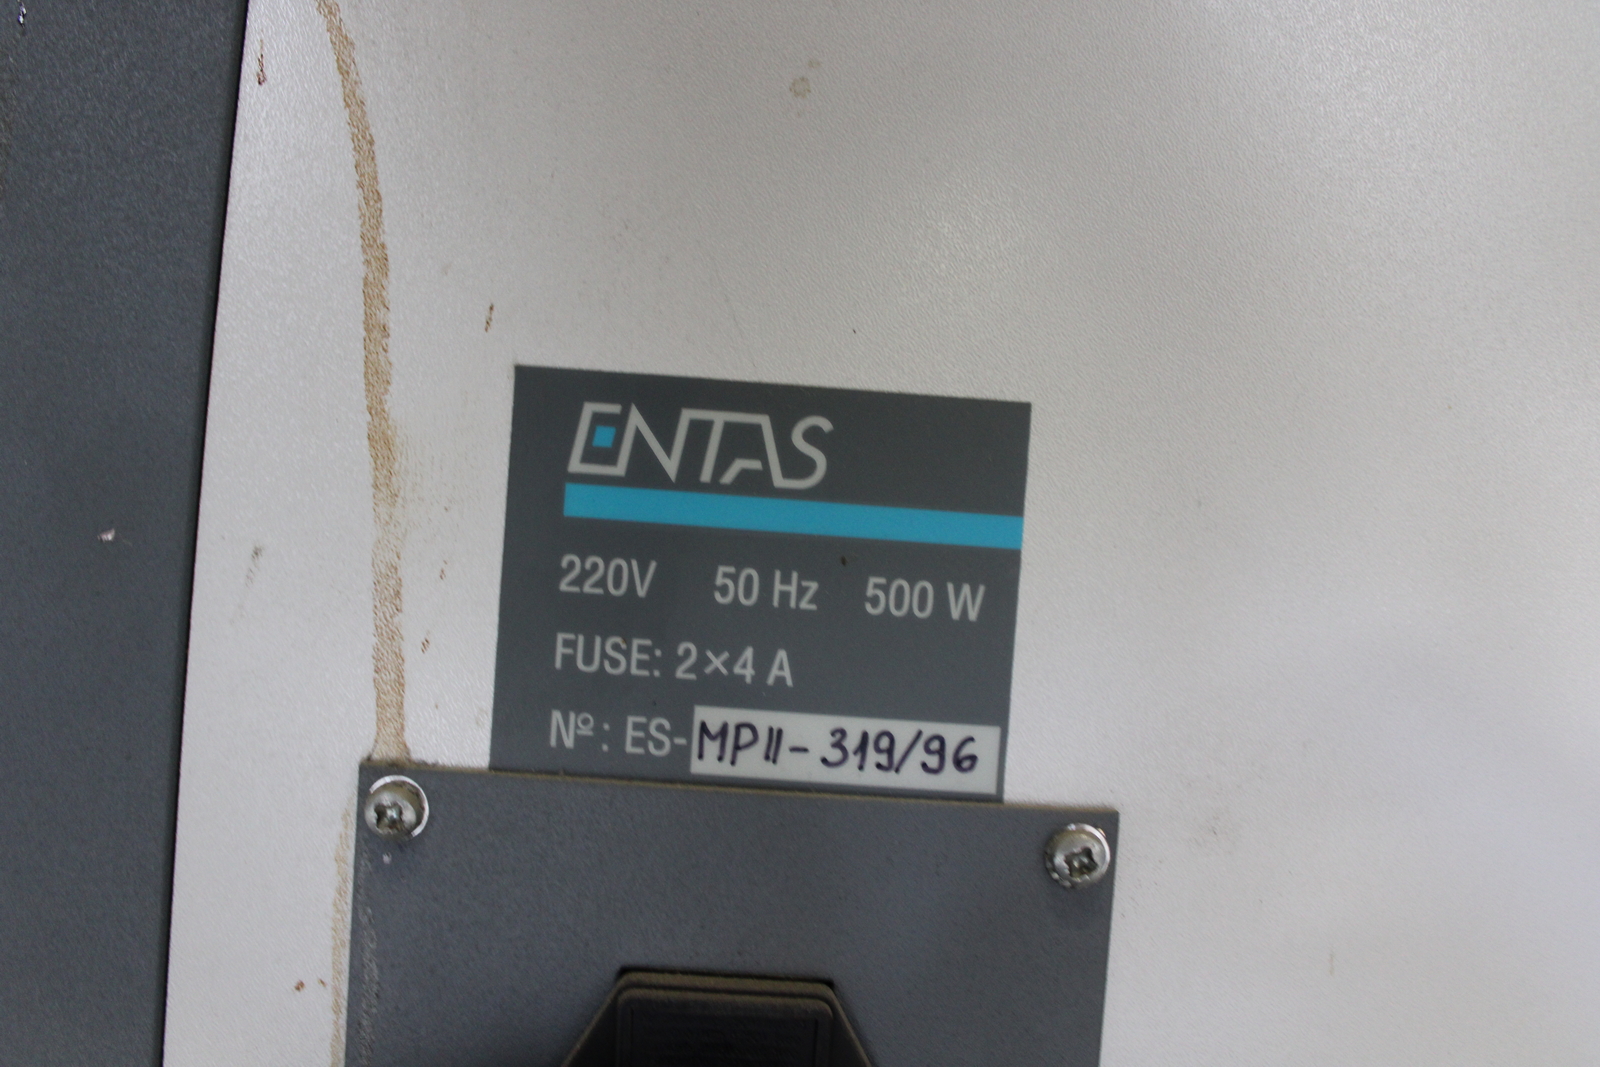 ENTAS
220V 50 Hz 500 W
FUSE: 2×4 A
Nº: ES-MPII-319/96